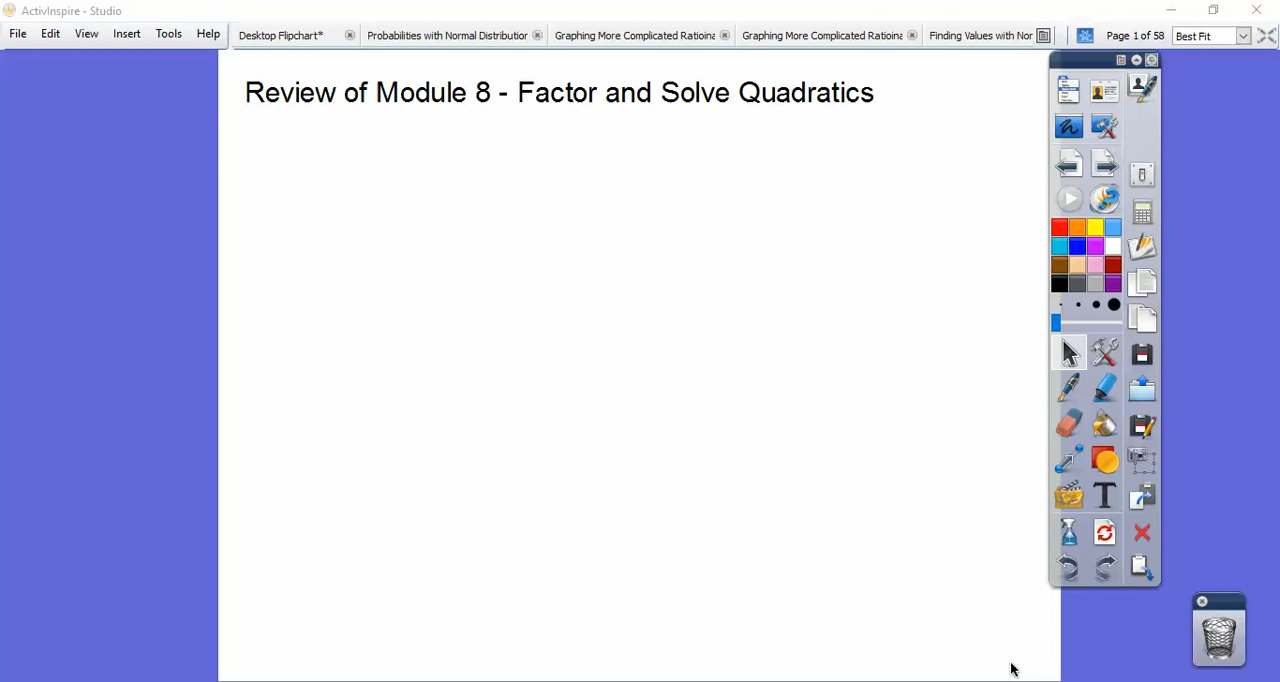 ActivInspire - Studio
File Edit View Insert Tools Help
Desktop Flipchart* Probabilities with Normal Distribution Graphing More Complicated Rationa Graphing More Complicated Rationa Finding Values with Nor Page 1 of 58 Best Fit
Review of Module 8 - Factor and Solve Quadratics
T